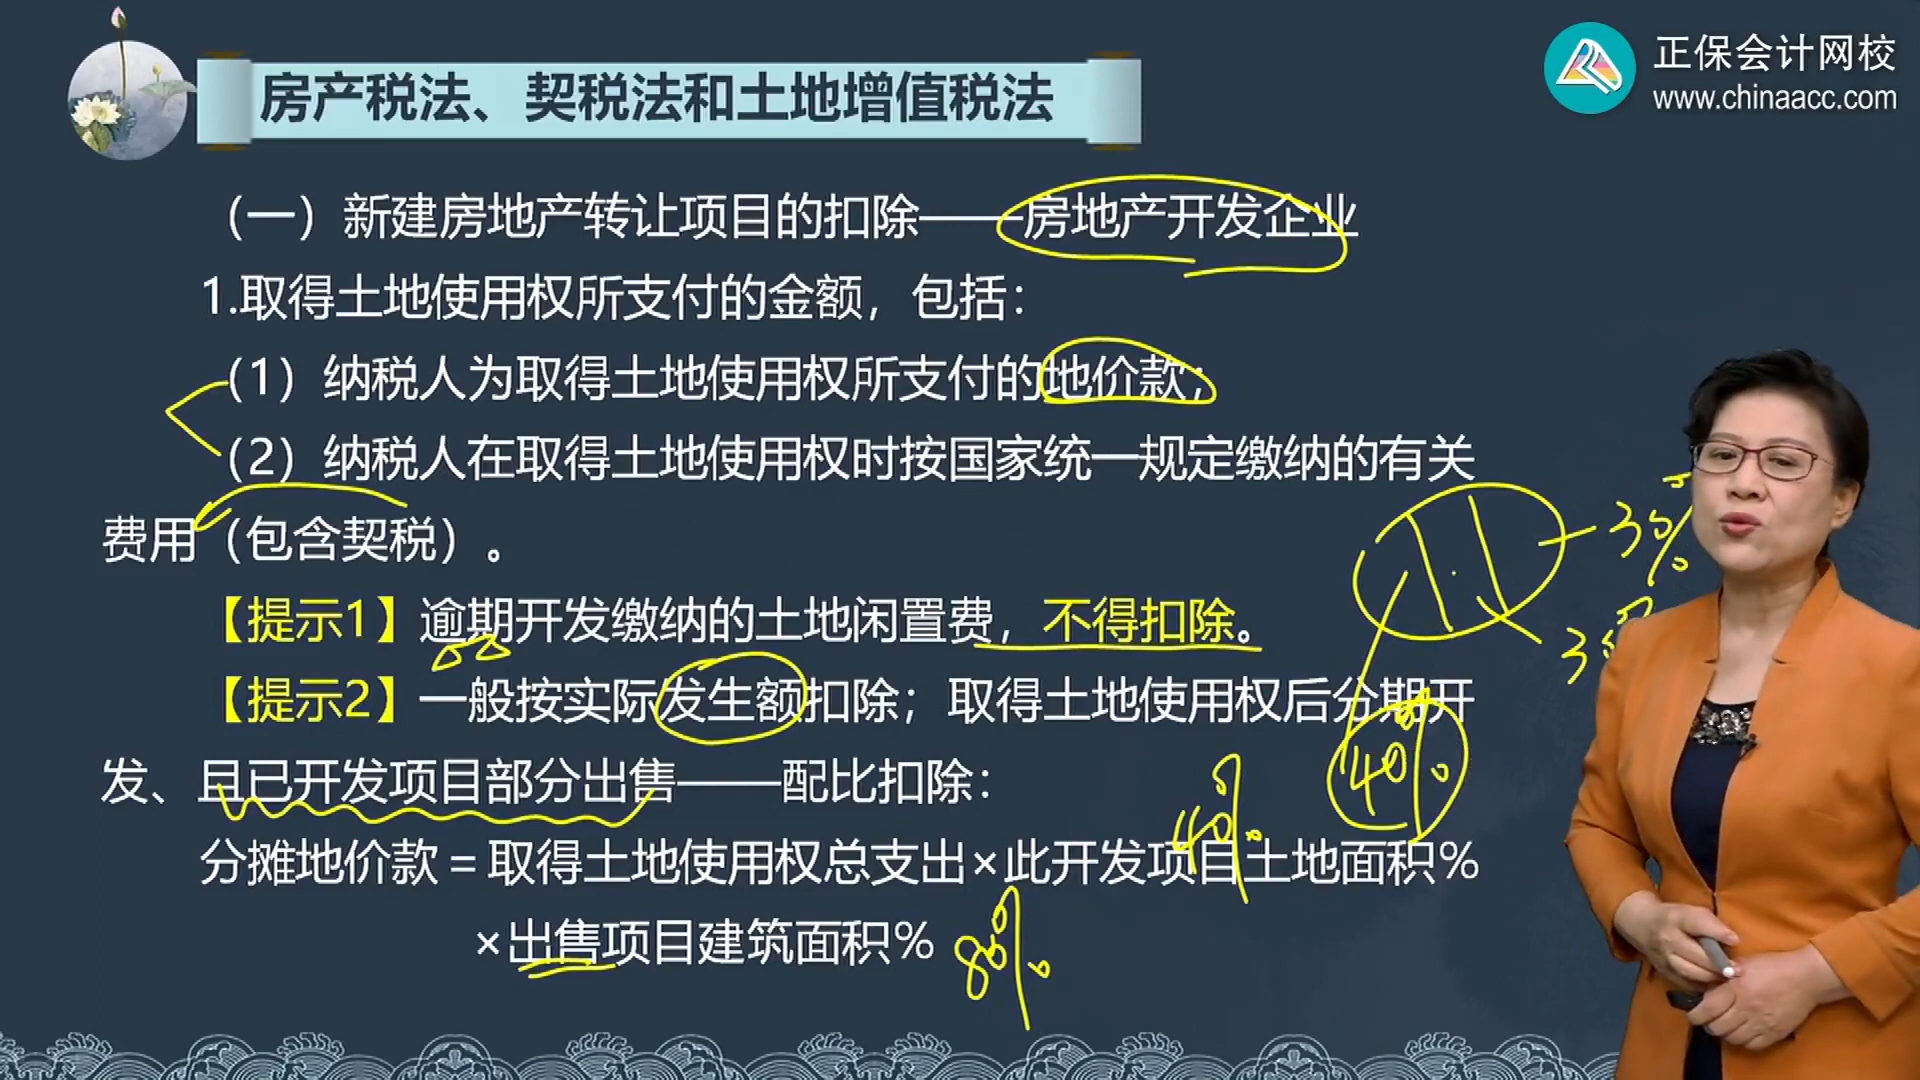 正保会计网校
www.chinaacc.com
房产税法、契税法和土地增值税法
（一）新建房地产转让项目的扣除——房地产开发企业
1.取得土地使用权所支付的金额，包括：
（1）纳税人为取得土地使用权所支付的地价款；
（2）纳税人在取得土地使用权时按国家统一规定缴纳的有关
费用（包含契税）。
30%
【提示1】逾期开发缴纳的土地闲置费，不得扣除。
【提示2】一般按实际发生额扣除；取得土地使用权后分期开
40%
发、且已开发项目部分出售——配比扣除：
40%
分摊地价款＝取得土地使用权总支出×此开发项目土地面积%
×出售项目建筑面积%
80%